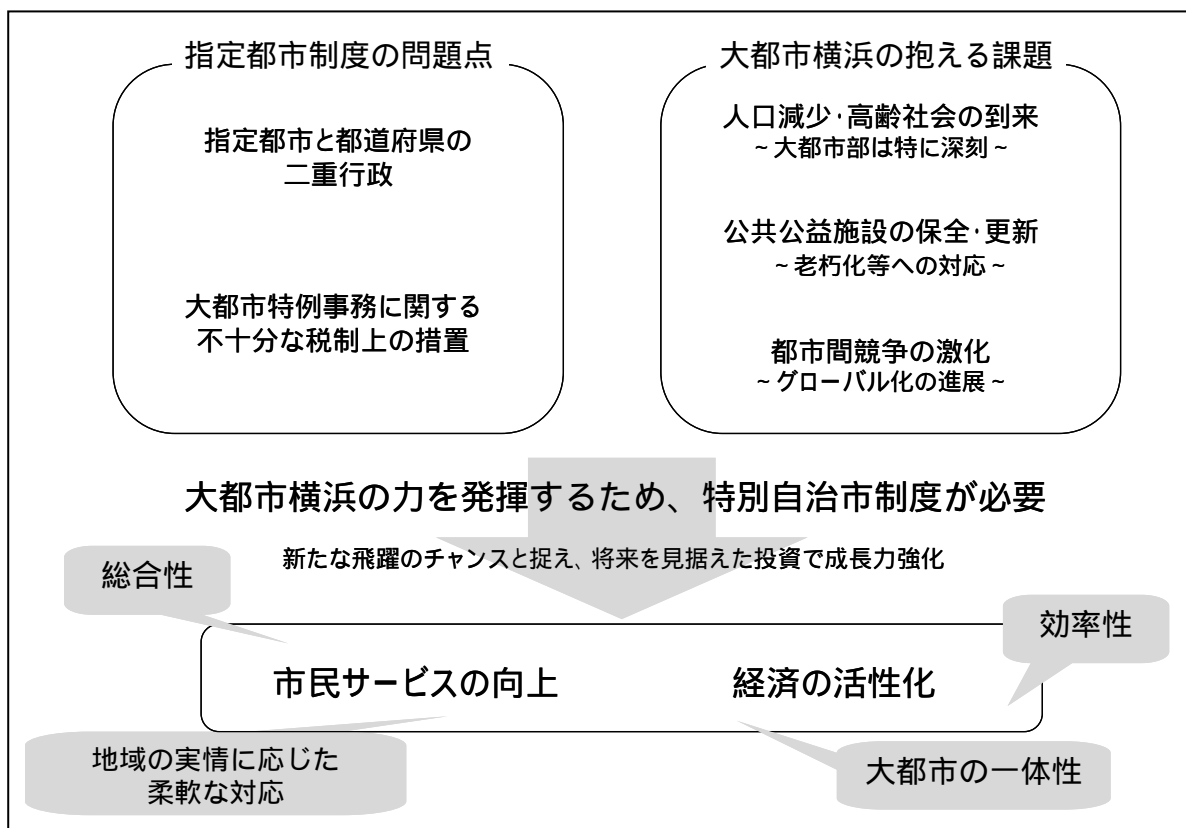 指定都市制度の問題点
指定都市と都道府県の
二重行政
大都市特例事務に関する
不十分な税制上の措置
大都市横浜の抱える課題
人口減少・高齢社会の到来
~大都市部は特に深刻~
公共公益施設の保全・更新
~老朽化等への対応~
都市間競争の激化
~グローバル化の進展~
大都市横浜の力を発揮するため、特別自治市制度が必要
新たな飛躍のチャンスと捉え、将来を見据えた投資で成長力強化
総合性
効率性
市民サービスの向上
経済の活性化
地域の実情に応じた
柔軟な対応
大都市の一体性